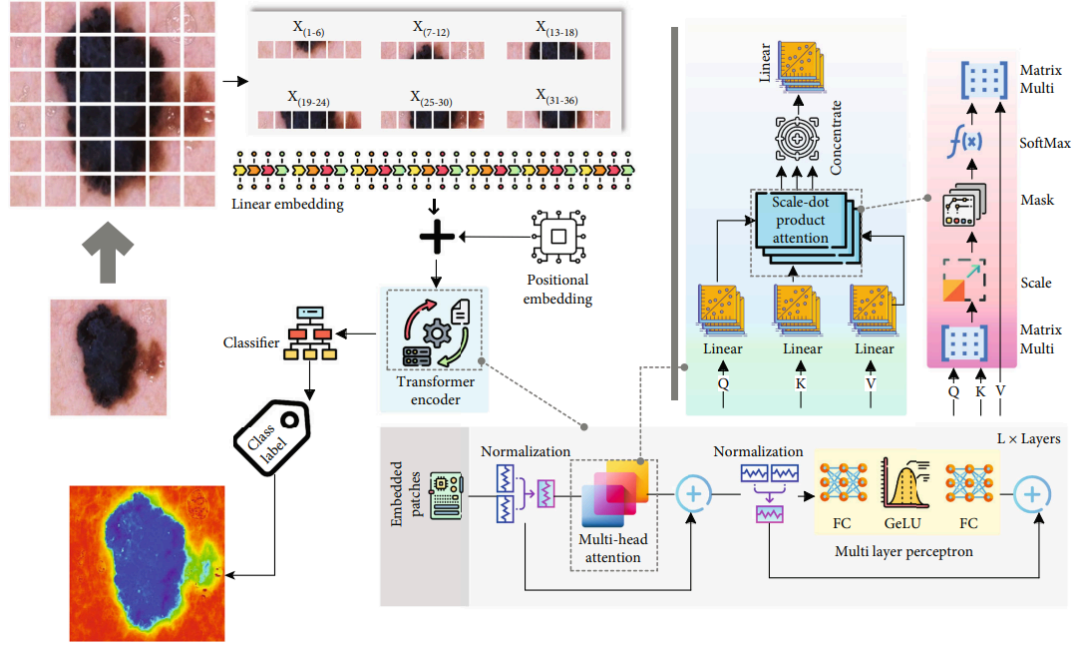 X(1-6)
X(7-12)
X(13-18)
X(19-24)
X(25-30)
X(31-36)
Linear embedding
Positional
embedding
Classifier
Transformer
encoder
Class
label
Linear
Concentrate
Scale-dot
product
attention
Linear
Linear
Linear
Q
K
V
Matrix
Multi
f(x)
SoftMax
Mask
Scale
Matrix
Multi
Q
K
V
L × Layers
Embedded
patches
Normalization
Multi-head
attention
Normalization
FC
GeLU
FC
Multi layer perceptron